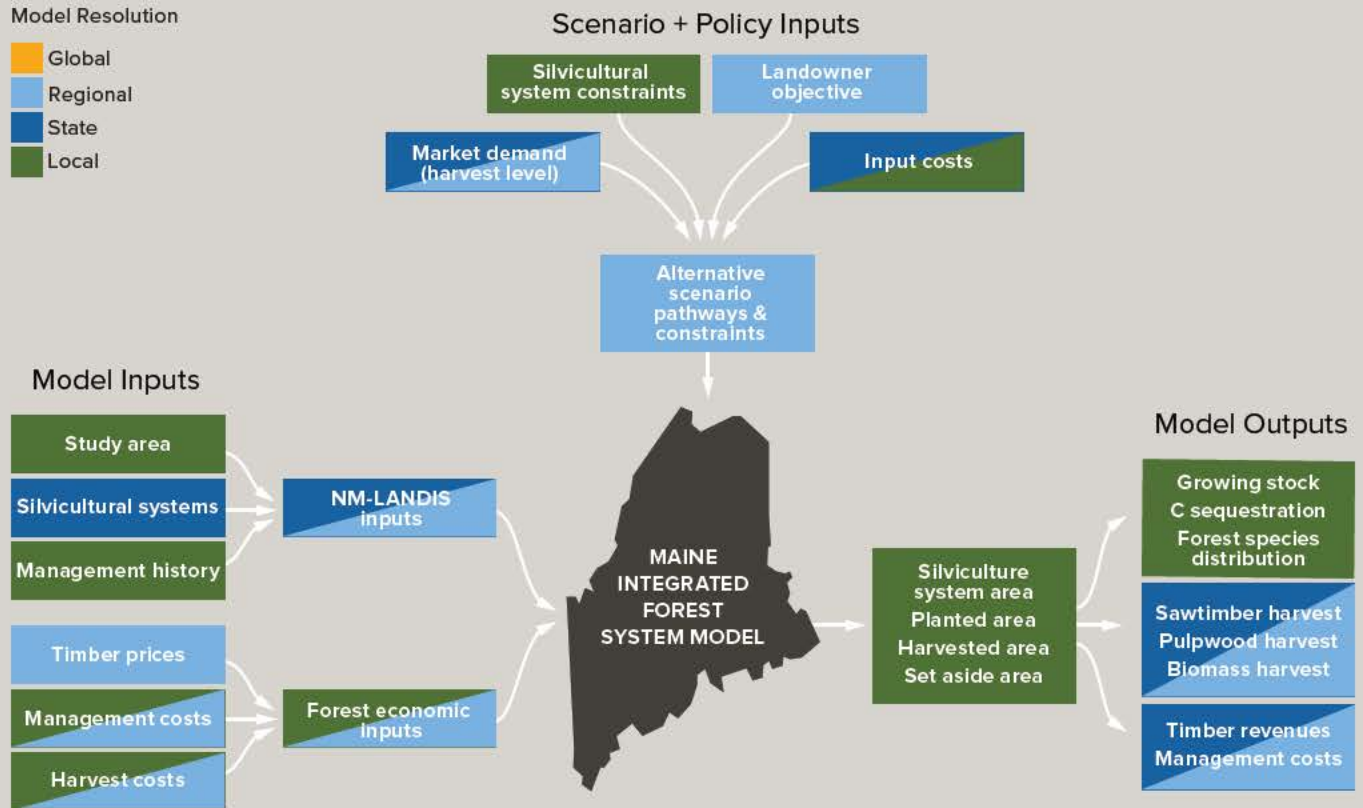 Model Resolution
Global
Regional
State
Local
Scenario + Policy Inputs
Silvicultural
system constraints
Landowner
objective
Market demand
(harvest level)
Input costs
Alternative
scenario
pathways &
constraints
Model Inputs
Study area
Silvicultural systems
Management history
NM-LANDIS
inputs
Timber prices
Management costs
Harvest costs
Forest economic
inputs
MAINE
INTEGRATED
FOREST
SYSTEM MODEL
Silviculture
system area
Planted area
Harvested area
Set aside area
Model Outputs
Growing stock
C sequestration
Forest species
distribution
Sawtimber harvest
Pulpwood harvest
Biomass harvest
Timber revenues
Management costs